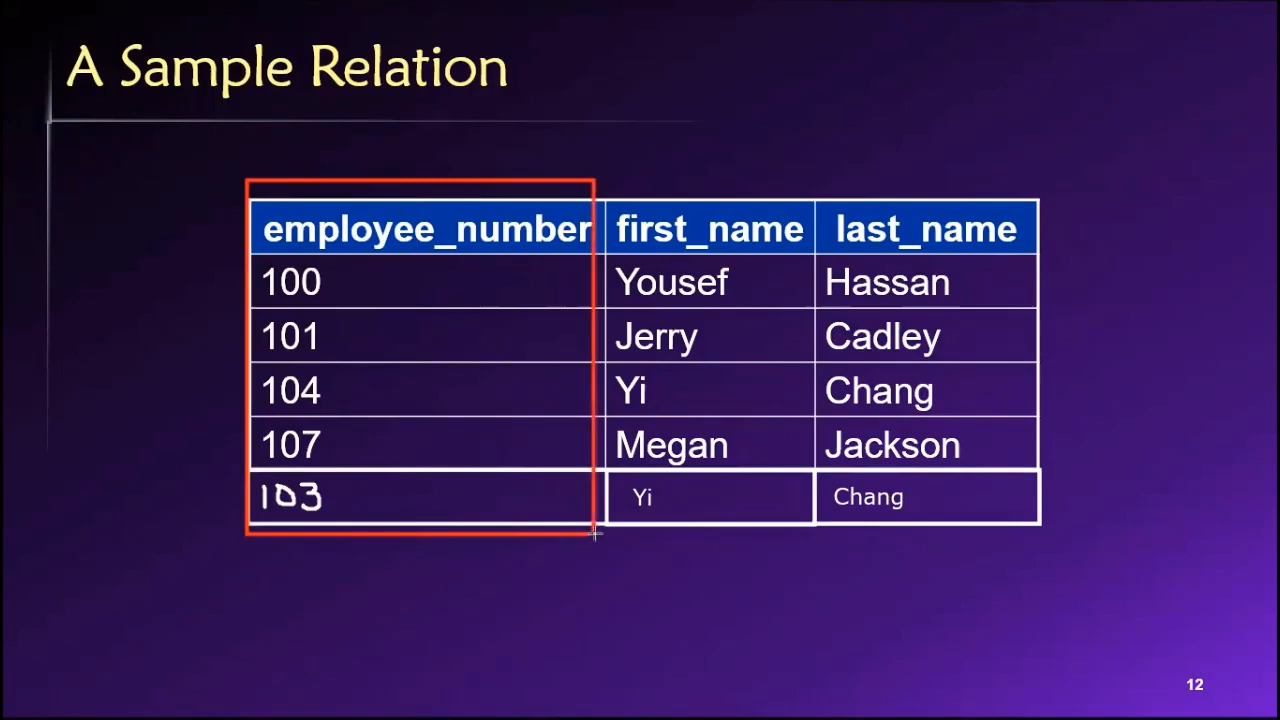 A Sample Relation
employee_number first_name last_name
100 Yousef Hassan
101 Jerry Cadley
104 Yi Chang
107 Megan Jackson
103 Yi Chang
12